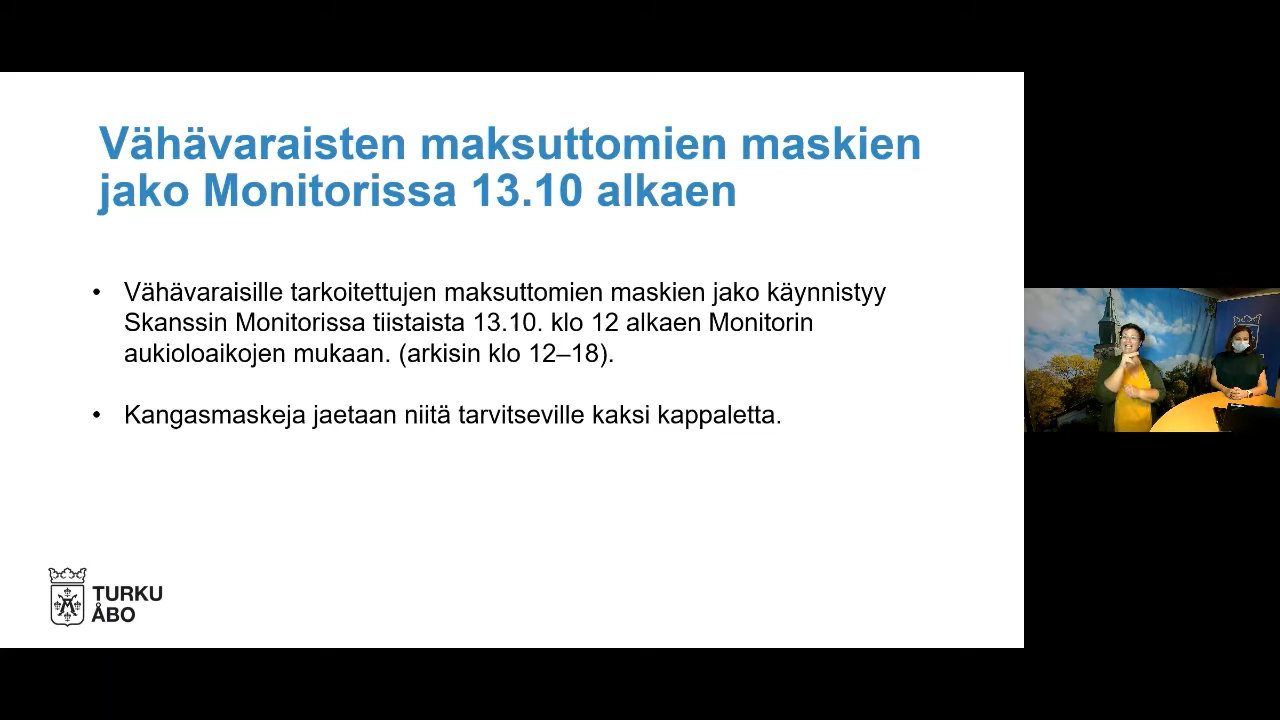 Vähävaraisten maksuttomien maskien
jako Monitorissa 13.10 alkaen
• Vähävaraisille tarkoitettujen maksuttomien maskien jako käynnistyy
Skanssin Monitorissa tiistaista 13.10. klo 12 alkaen Monitorin
aukioloaikojen mukaan. (arkisin klo 12–18).
• Kangasmaskeja jaetaan niitä tarvitseville kaksi kappaletta.
TURKU
ÅBO